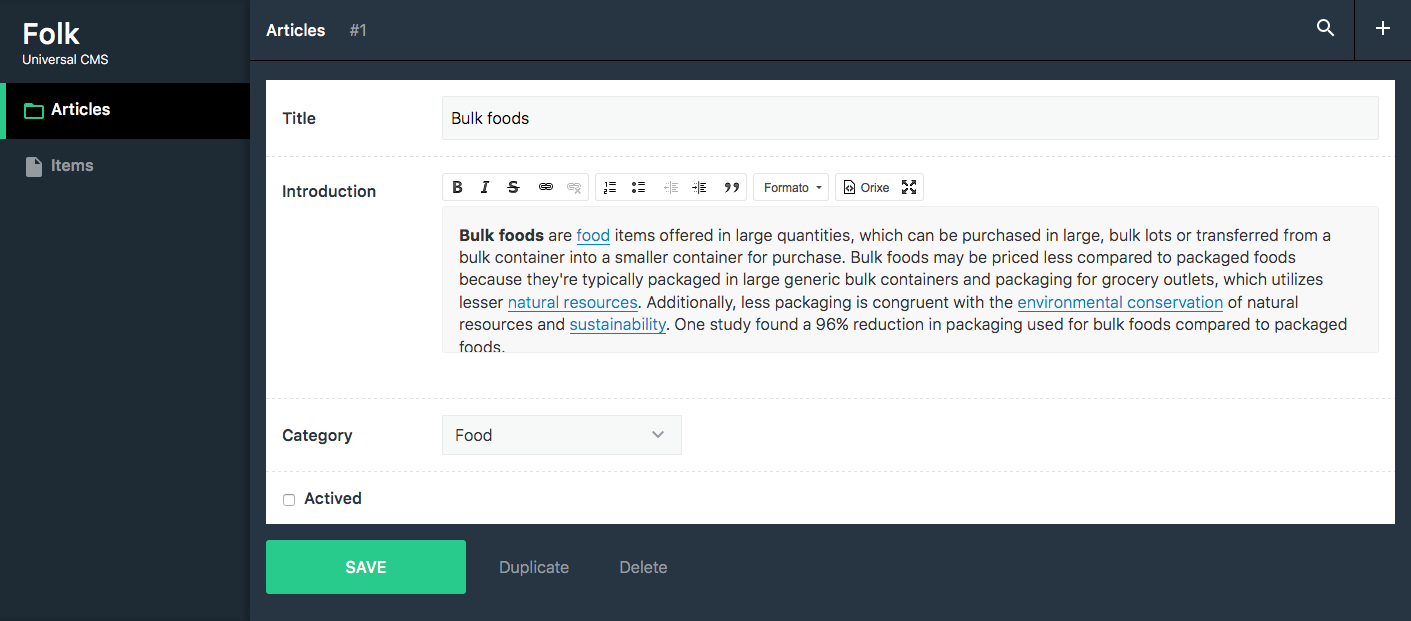 Folk
Universal CMS
Articles
Items
Articles #1
Title
Bulk foods
Introduction
B I S
Formato
Orixe
Bulk foods are food items offered in large quantities, which can be purchased in large, bulk lots or transferred from a
bulk container into a smaller container for purchase. Bulk foods may be priced less compared to packaged foods
because they're typically packaged in large generic bulk containers and packaging for grocery outlets, which utilizes
lesser natural resources. Additionally, less packaging is congruent with the environmental conservation of natural
resources and sustainability. One study found a 96% reduction in packaging used for bulk foods compared to packaged
foods.
Category
Food
Actived
SAVE
Duplicate
Delete